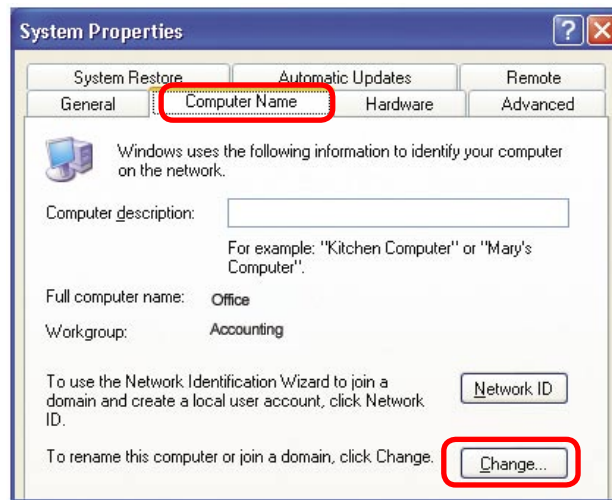 System Properties
System Restore Automatic Updates Remote
General Computer Name Hardware Advanced
Windows uses the following information to identify your computer
on the network.
Computer description:
For example: "Kitchen Computer" or "Mary's
Computer".
Full computer name: Office
Workgroup: Accounting
To use the Network Identification Wizard to join a
domain and create a local user account, click Network
ID.
Network ID
To rename this computer or join a domain, click Change.
Change...